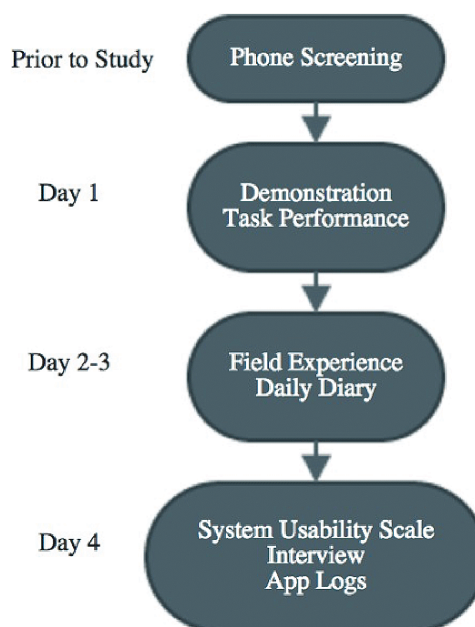 Prior to Study
Phone Screening
Day 1
Demonstration
Task Performance
Day 2-3
Field Experience
Daily Diary
Day 4
System Usability Scale
Interview
App Logs